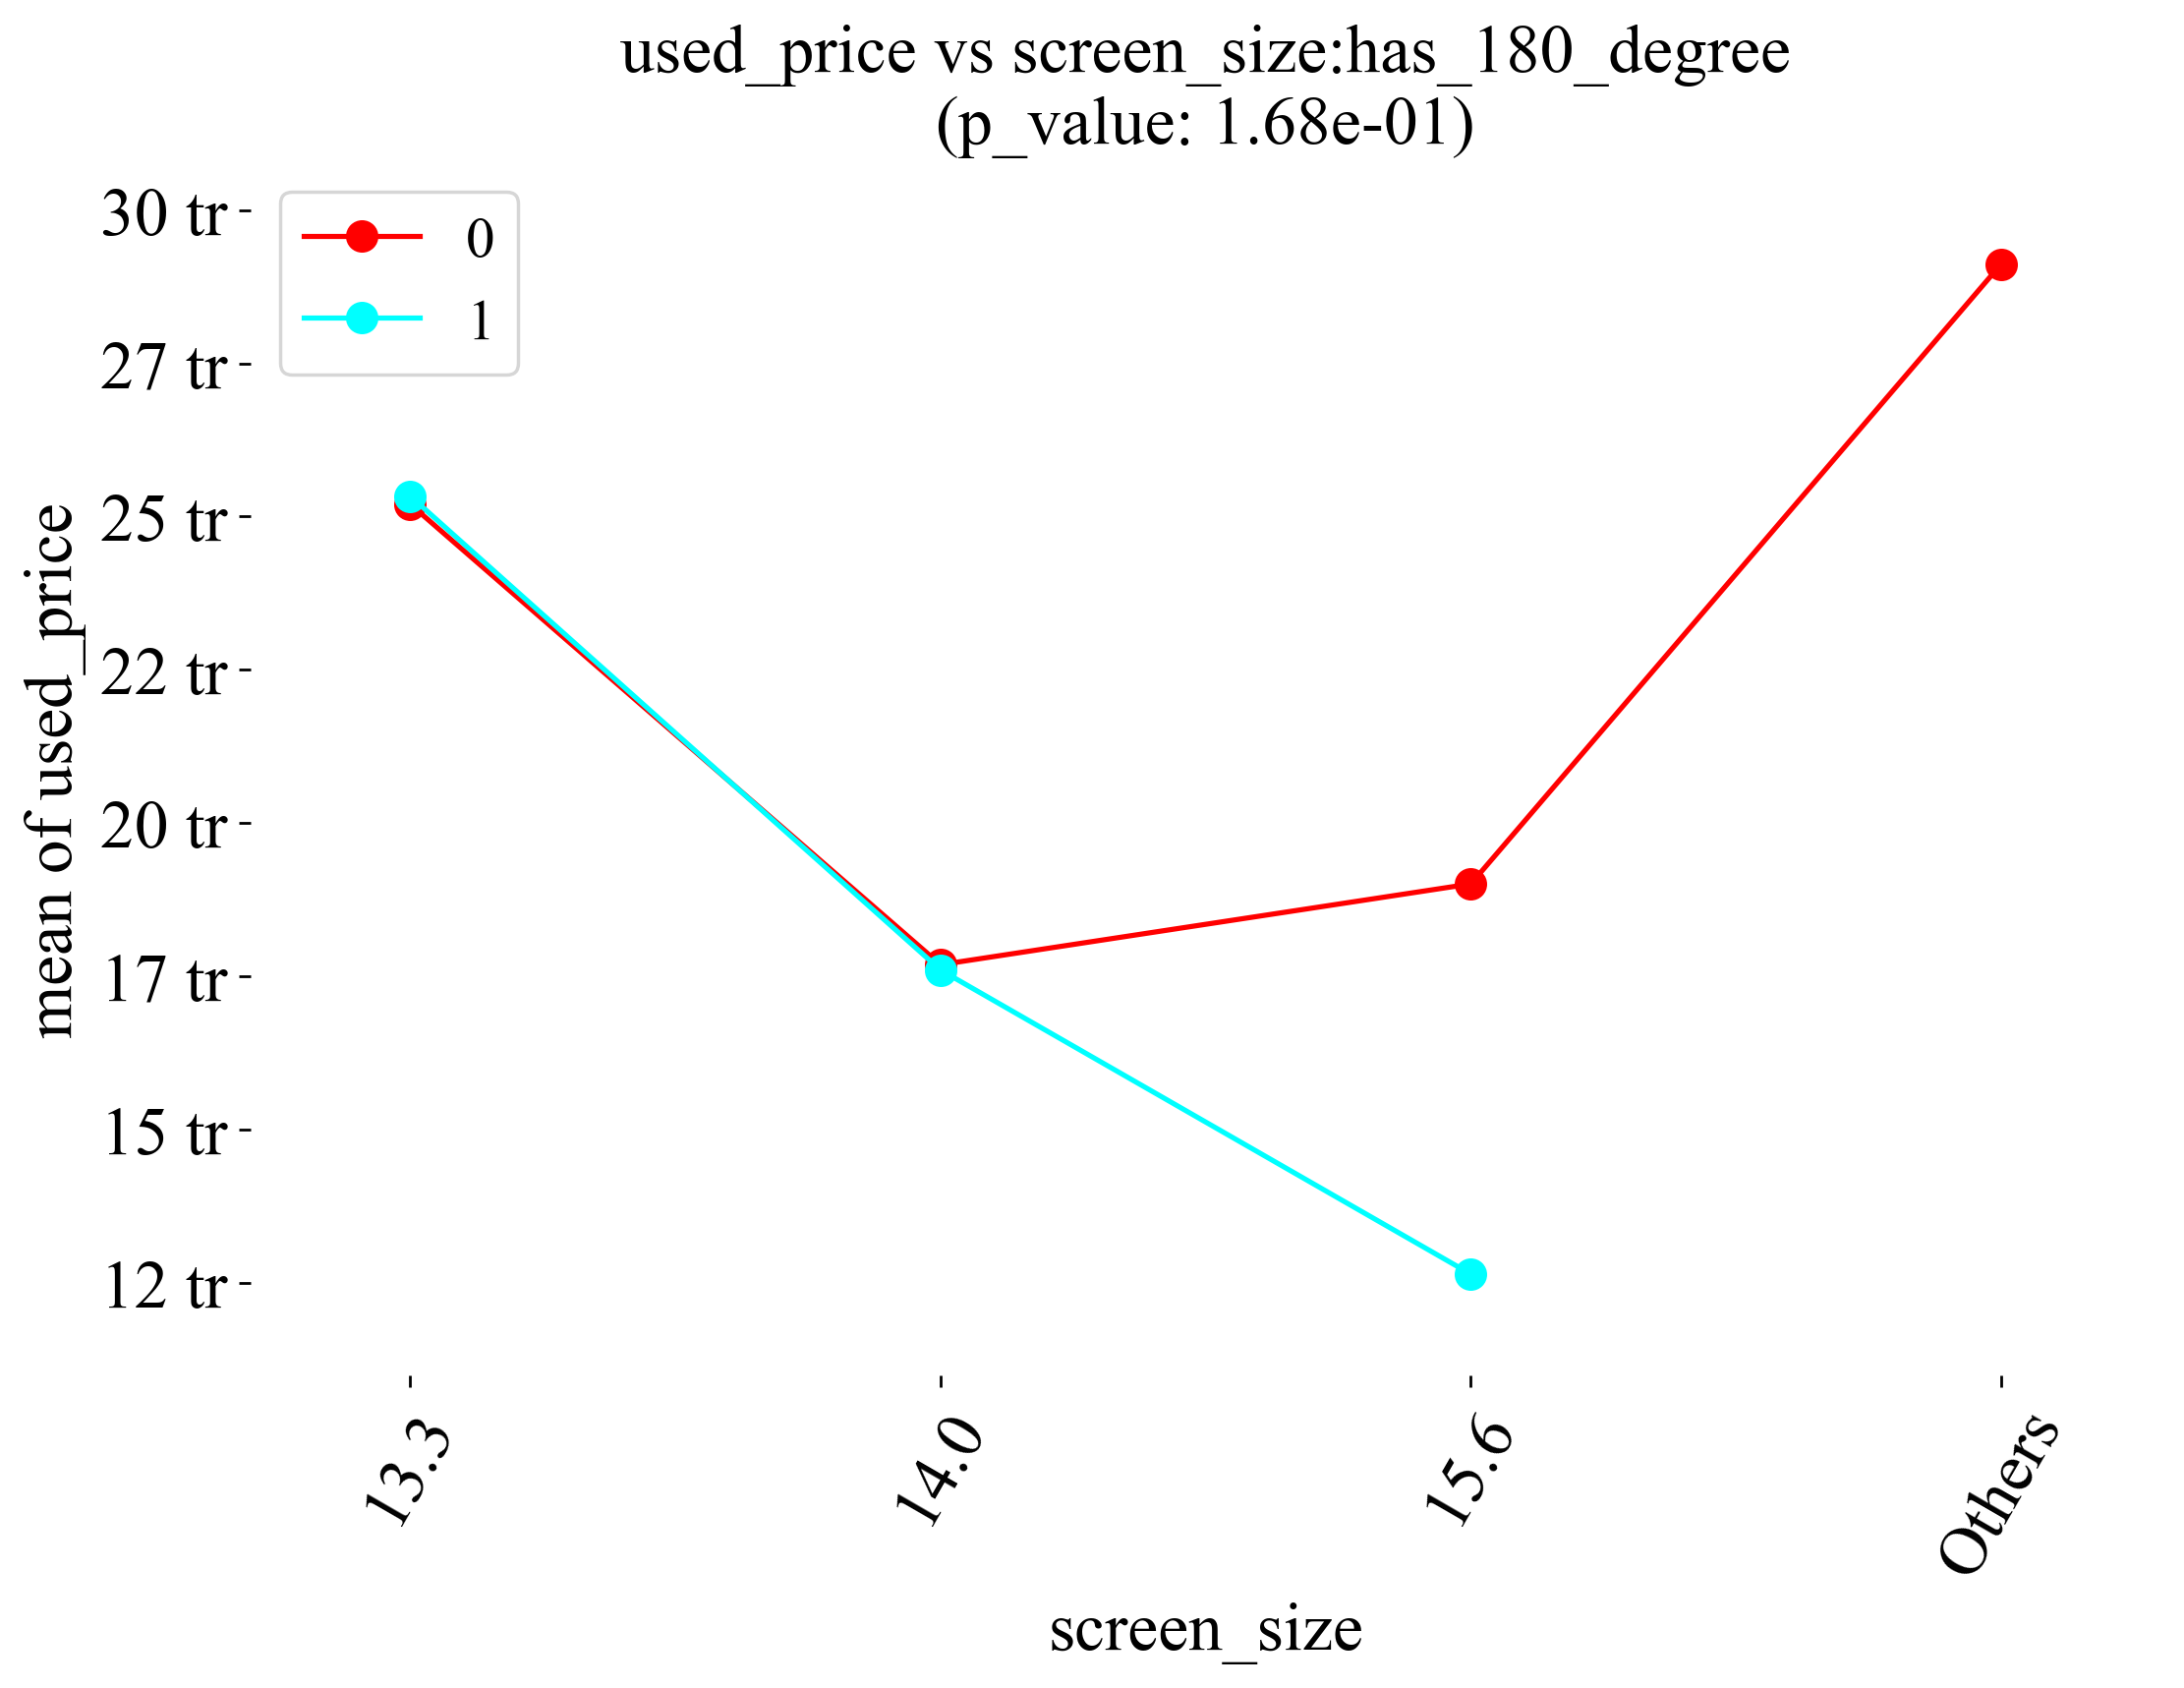 used_price vs screen_size:has_180_degree
(p_value: 1.68e-01)
0
1
30 tr
27 tr
25 tr
22 tr
20 tr
17 tr
15 tr
12 tr
mean of used_price
13.3
14.0
15.6
Others
screen_size